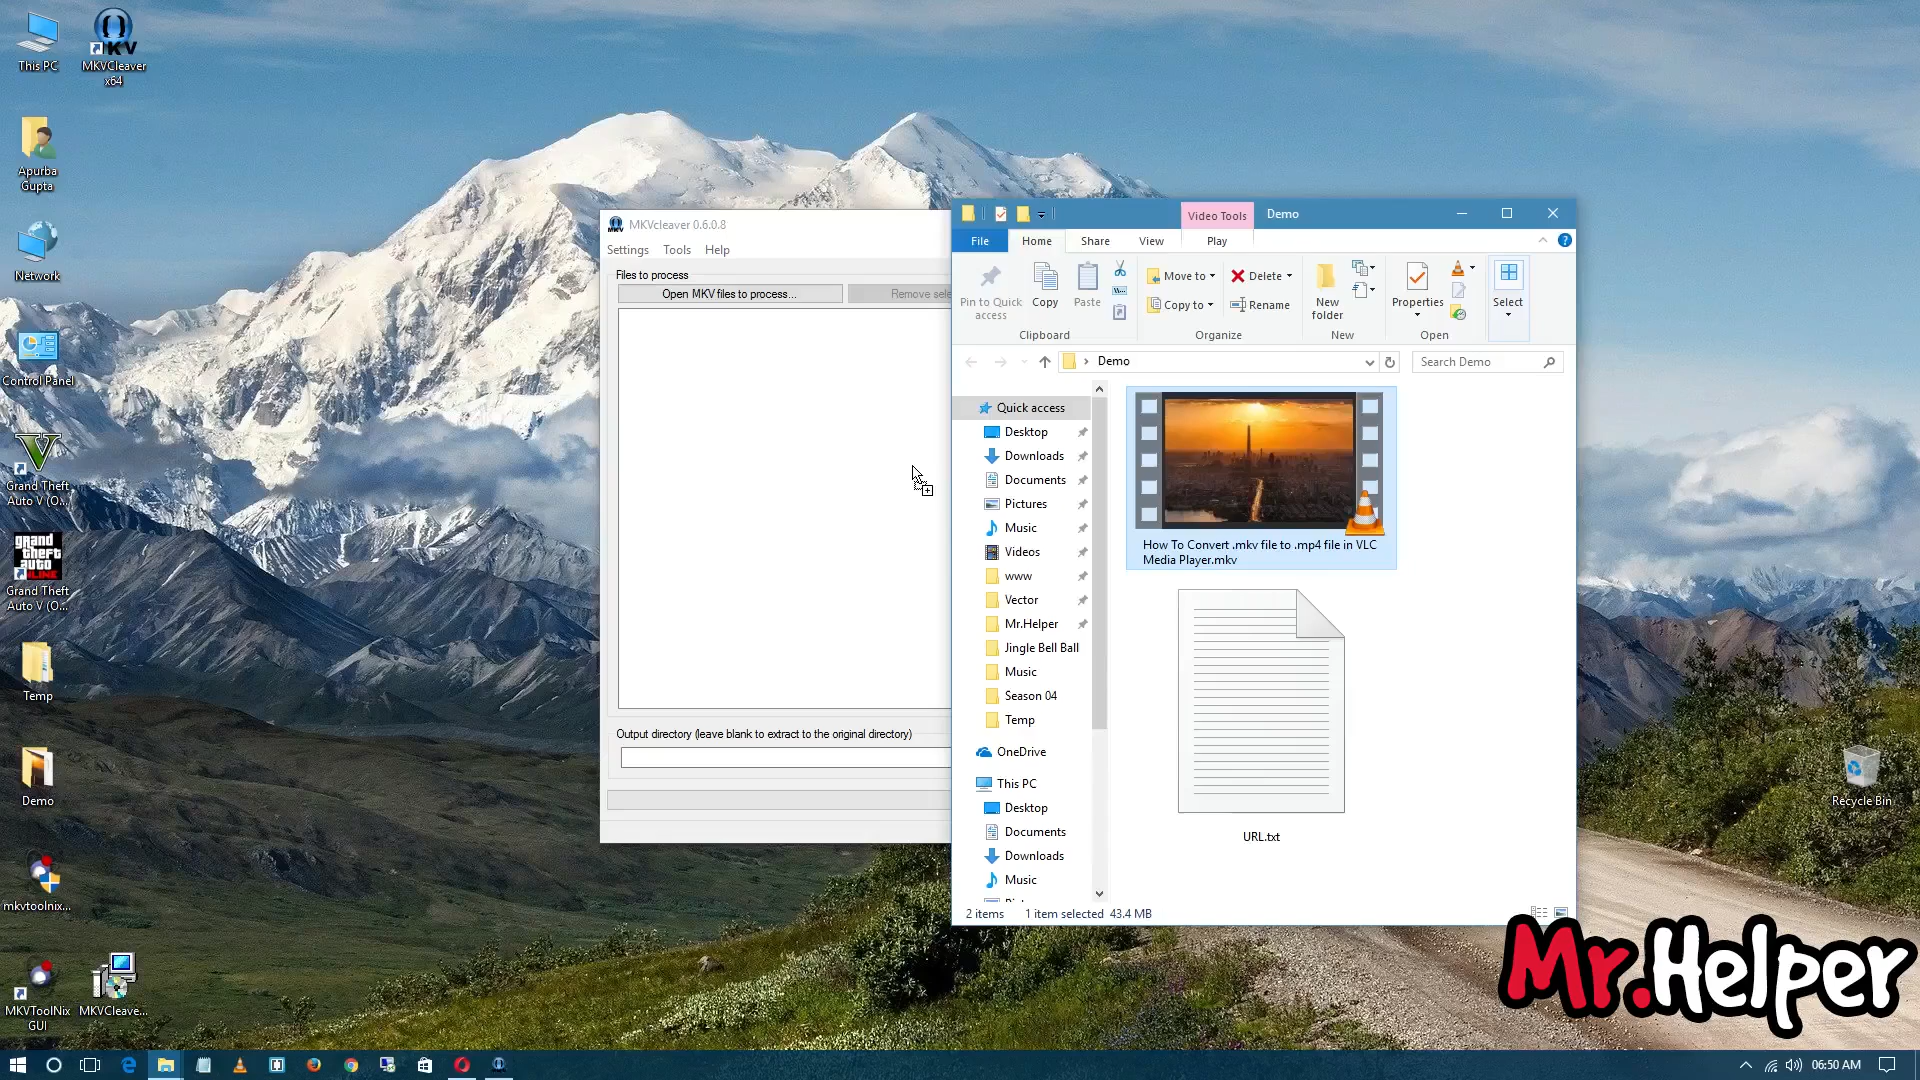 This PC
MKVCleaver
x64
Apurba
Gupta
Network
Control Panel
Grand Theft
Auto V (O...
grand
theft
auto
Grand Theft
Auto V (O...
Temp
Demo
mkvtoolnix...
MKVToolNix
GUI
MKVCleave...
MKVcleaver 0.6.0.8
Settings Tools Help
Files to process
Open MKV files to process...
Remove sele
Output directory (leave blank to extract to the original directory)
Video Tools
Demo
File Home Share View Play
Pin to Quick
access
Copy
Paste
Clipboard
Move to
Copy to
Delete
Rename
Organize
New
folder
New
Properties
Open
Select
Demo
Search Demo
Quick access
Desktop
Downloads
Documents
Pictures
Music
Videos
www
Vector
Mr.Helper
Jingle Bell Ball
Music
Season 04
Temp
OneDrive
This PC
Desktop
Documents
Downloads
Music
How To Convert .mkv file to .mp4 file in VLC
Media Player.mkv
URL.txt
2 items 1 item selected 43.4 MB
Recycle Bin
Mr.Helper
06:50 AM